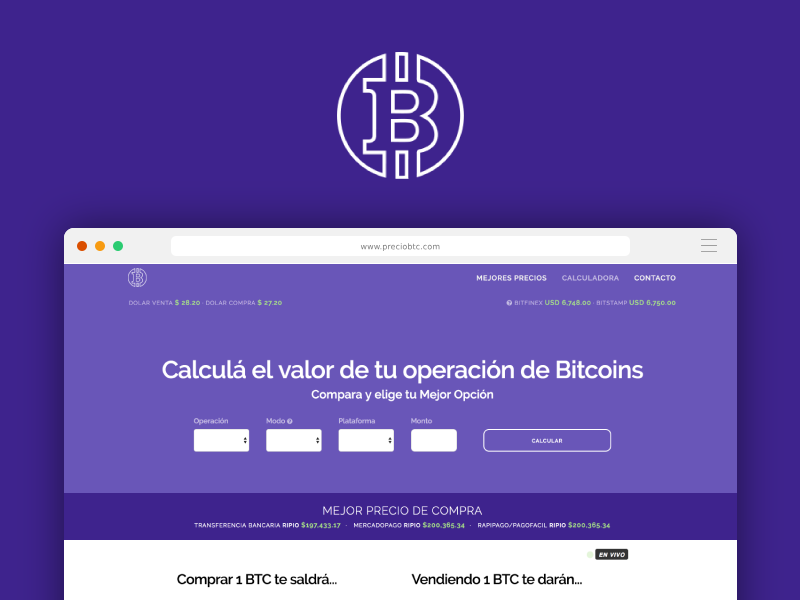 www.preciobtc.com
MEJORES PRECIOS CALCULADORA CONTACTO
DOLAR VENTA $ 28.20 · DOLAR COMPRA $ 27.20
BITFINEX USD 6,748.00 · BITSTAMP USD 6,750.00
Calculá el valor de tu operación de Bitcoins
Compara y elige tu Mejor Opción
Operación Modo Plataforma Monto
CALCULAR
MEJOR PRECIO DE COMPRA
TRANSFERENCIA BANCARIA RIPIO $197,433.17 · MERCADOPAGO RIPIO $200,365.34 · RAPIPAGO/PAGOFACIL RIPIO $200,365.34
EN VIVO
Comprar 1 BTC te saldrá... Vendiendo 1 BTC te darán...